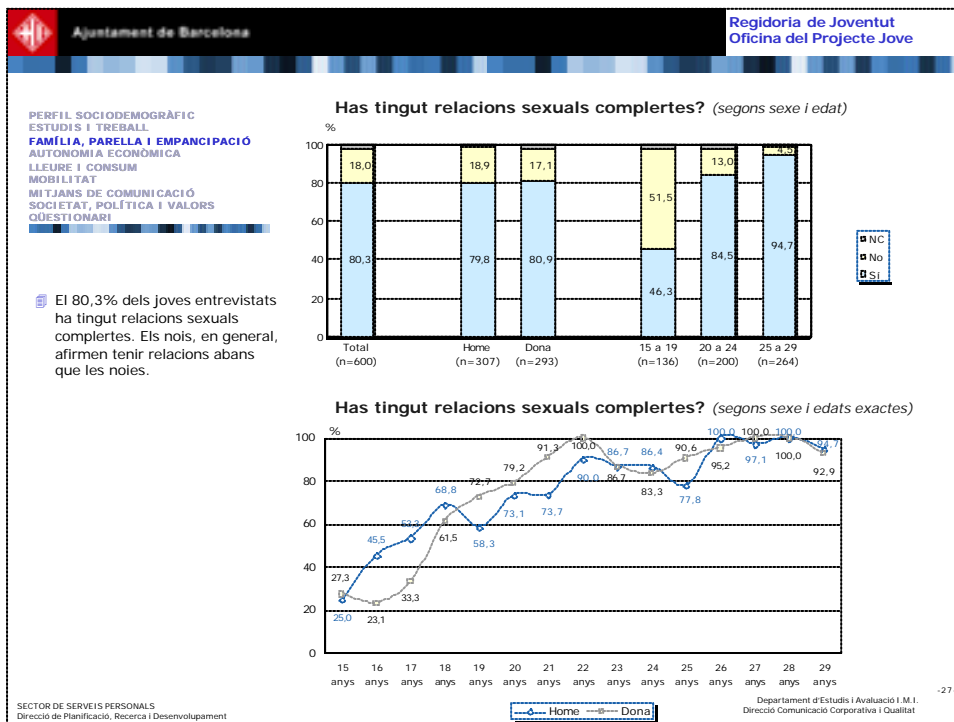 Ajuntament de Barcelona
Regidoria de Joventut
Oficina del Projecte Jove
PERFIL SOCIODEMOGRÀFIC
ESTUDIS I TREBALL
FAMÍLIA, PARELLA I EMPANCIPACIÓ
AUTONOMIA ECONÒMICA
LLEURE I CONSUM
MOBILITAT
MITJANS DE COMUNICACIÓ
SOCIETAT, POLÍTICA I VALORS
QÜESTIONARI
El 80,3% dels joves entrevistats
ha tingut relacions sexuals
complertes. Els nois, en general,
afirmen tenir relacions abans
que les noies.
Has tingut relacions sexuals complertes? (segons sexe i edat)
%
100
80
60
40
20
0
18,0 18,9 17,1 51,5 13,0 4,5
80,3 79,8 80,9 46,3 84,5 94,7
Total Home Dona 15 a 19 20 a 24 25 a 29
(n=600) (n=307) (n=293) (n=136) (n=200) (n=264)
NC
No
Sí
Has tingut relacions sexuals complertes? (segons sexe i edats exactes)
%
100
80
60
40
20
0
27,3 45,5 53,3 68,8 72,7 79,2 91,3 100,0 86,7 86,4 90,6 100,0 100,0 100,0 94,7
25,0 23,1 33,3 61,5 58,3 73,1 73,7 90,0 86,7 83,3 77,8 95,2 97,1 100,0 92,9
15 16 17 18 19 20 21 22 23 24 25 26 27 28 29
anys anys anys anys anys anys anys anys anys anys anys anys anys anys anys
Home Dona
SECTOR DE SERVEIS PERSONALS
Direcció de Planificació, Recerca i Desenvolupament
Departament d'Estudis i Avaluació I.M.I.
Direcció Comunicació Corporativa i Qualitat
-27-